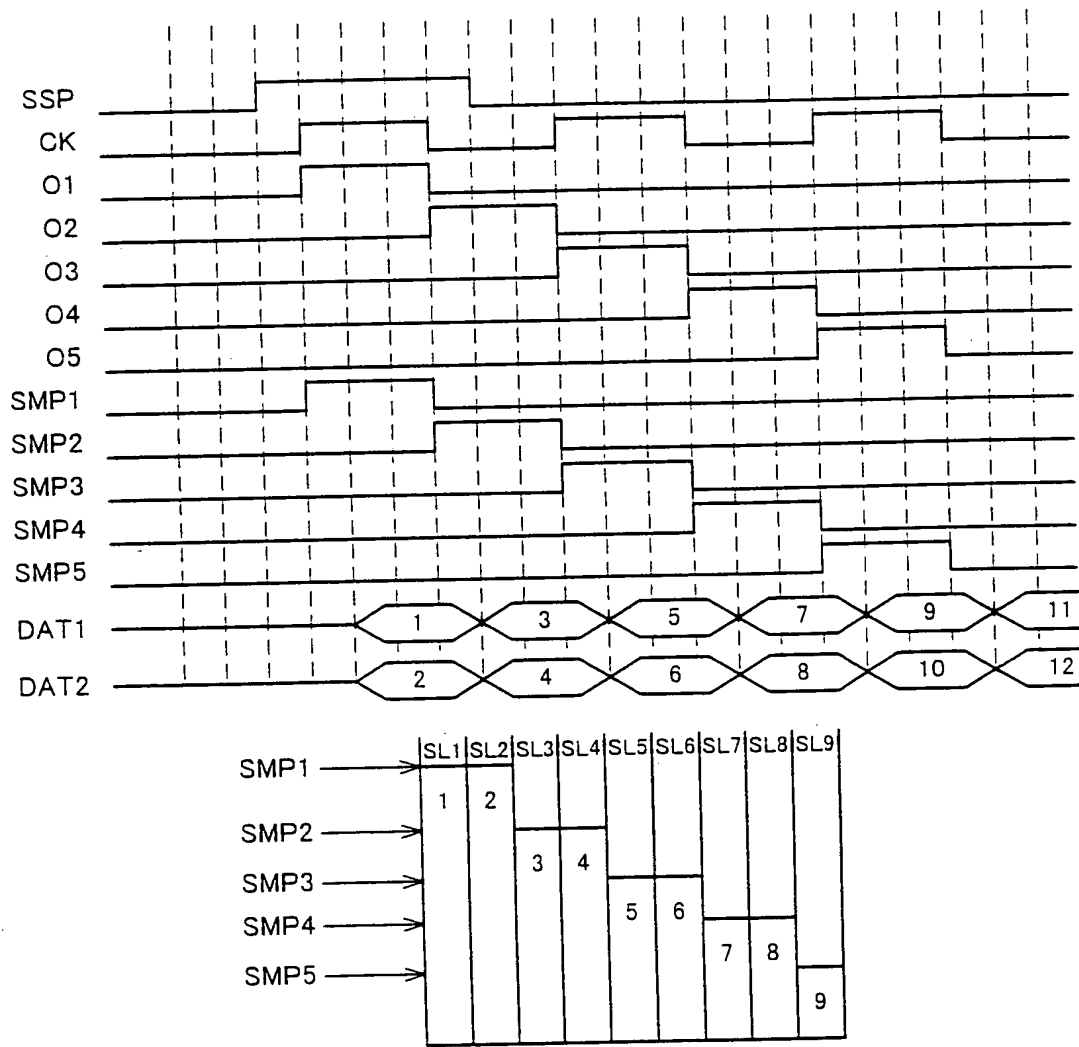 SSP
CK
O1
O2
O3
O4
O5
SMP1
SMP2
SMP3
SMP4
SMP5
DAT1 1 3 5 7 9 11
DAT2 2 4 6 8 10 12
SL1 SL2 SL3 SL4 SL5 SL6 SL7 SL8 SL9
SMP1
1 2
SMP2
3 4
SMP3
5 6
SMP4
7 8
SMP5
9